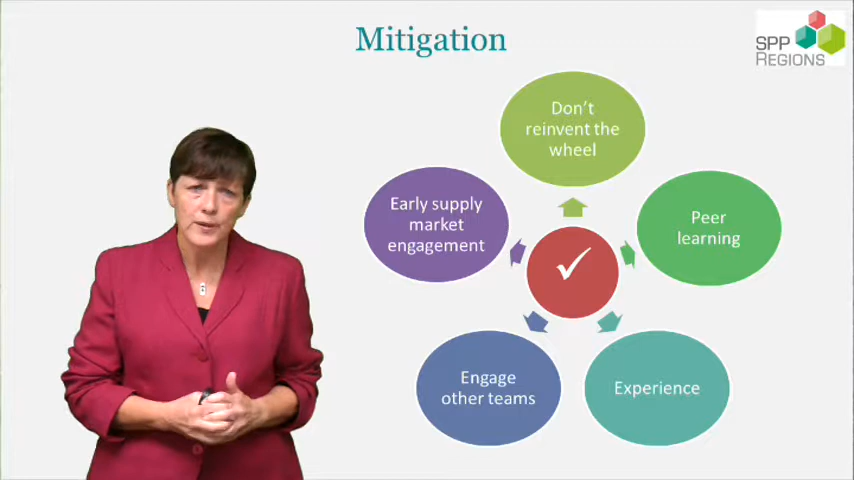 Mitigation
SPP
REGIONS
Don't
reinvent the
wheel
Early supply
market
engagement
Peer
learning
Engage
other teams
Experience